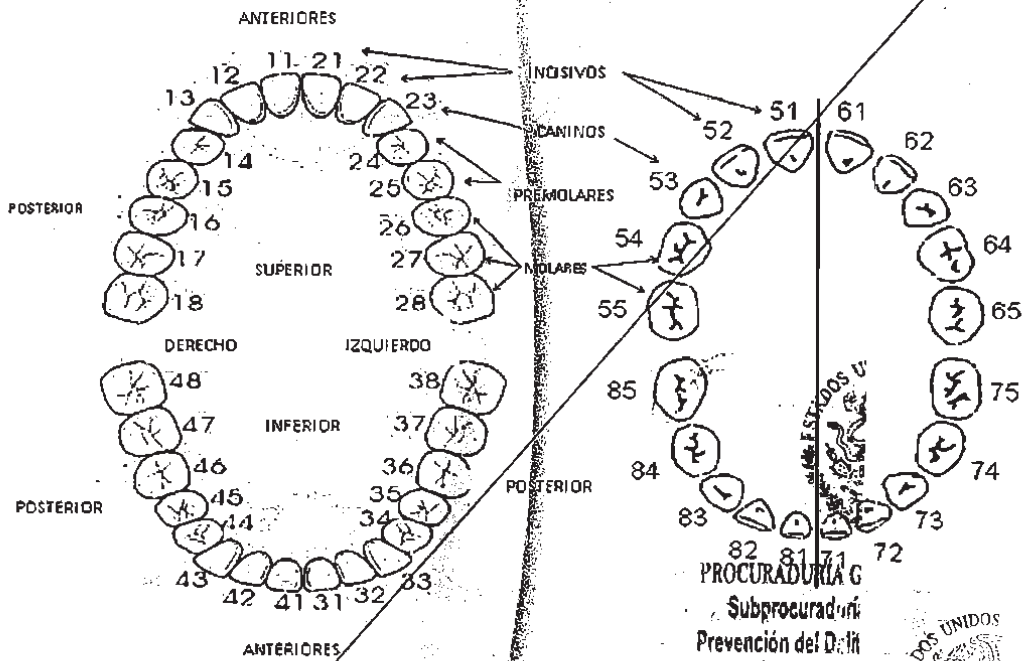 ANTERIORES
11 21
12 22
13 23
14 24
15 25
16 26
17 27
18 28
POSTERIOR
SUPERIOR
DERECHO IZQUIERDO
48 38
47 37
INFERIOR
46 36
45 35
44 34
43 33
42 41 31 32
POSTERIOR
POSTERIOR
ANTERIORES
INCISIVOS
CANINOS
PREMOLARES
MOLARES
51 61
52 62
53 63
54 64
55 65
85 75
84 74
83 73
82 81 71 72
ESTADOS U
PROCURADURÍA G
Subprocuradurí
Prevención del D
DOS UNIDOS